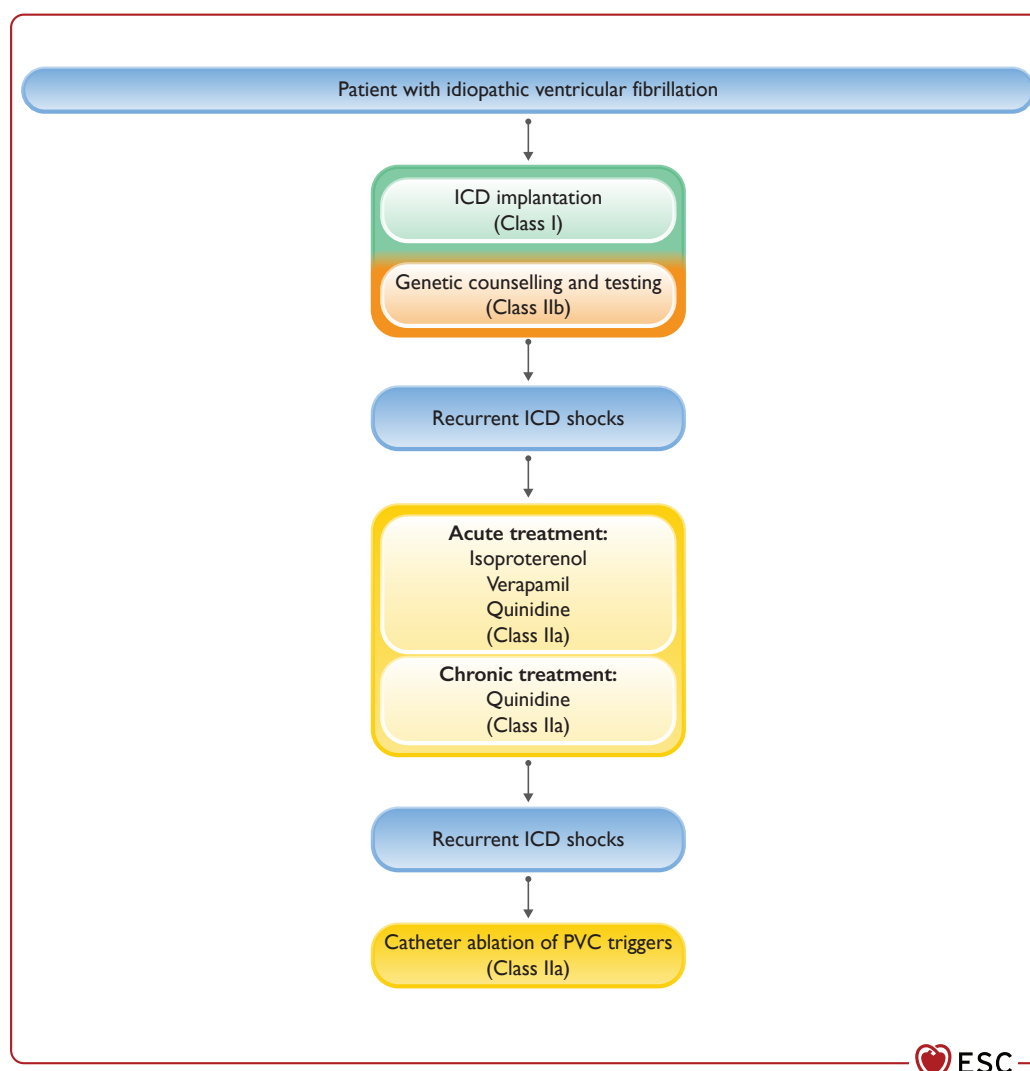 Patient with idiopathic ventricular fibrillation
ICD implantation
(Class I)
Genetic counselling and testing
(Class IIb)
Recurrent ICD shocks
Acute treatment:
Isoproterenol
Verapamil
Quinidine
(Class IIa)
Chronic treatment:
Quinidine
(Class IIa)
Recurrent ICD shocks
Catheter ablation of PVC triggers
(Class IIa)
ESC